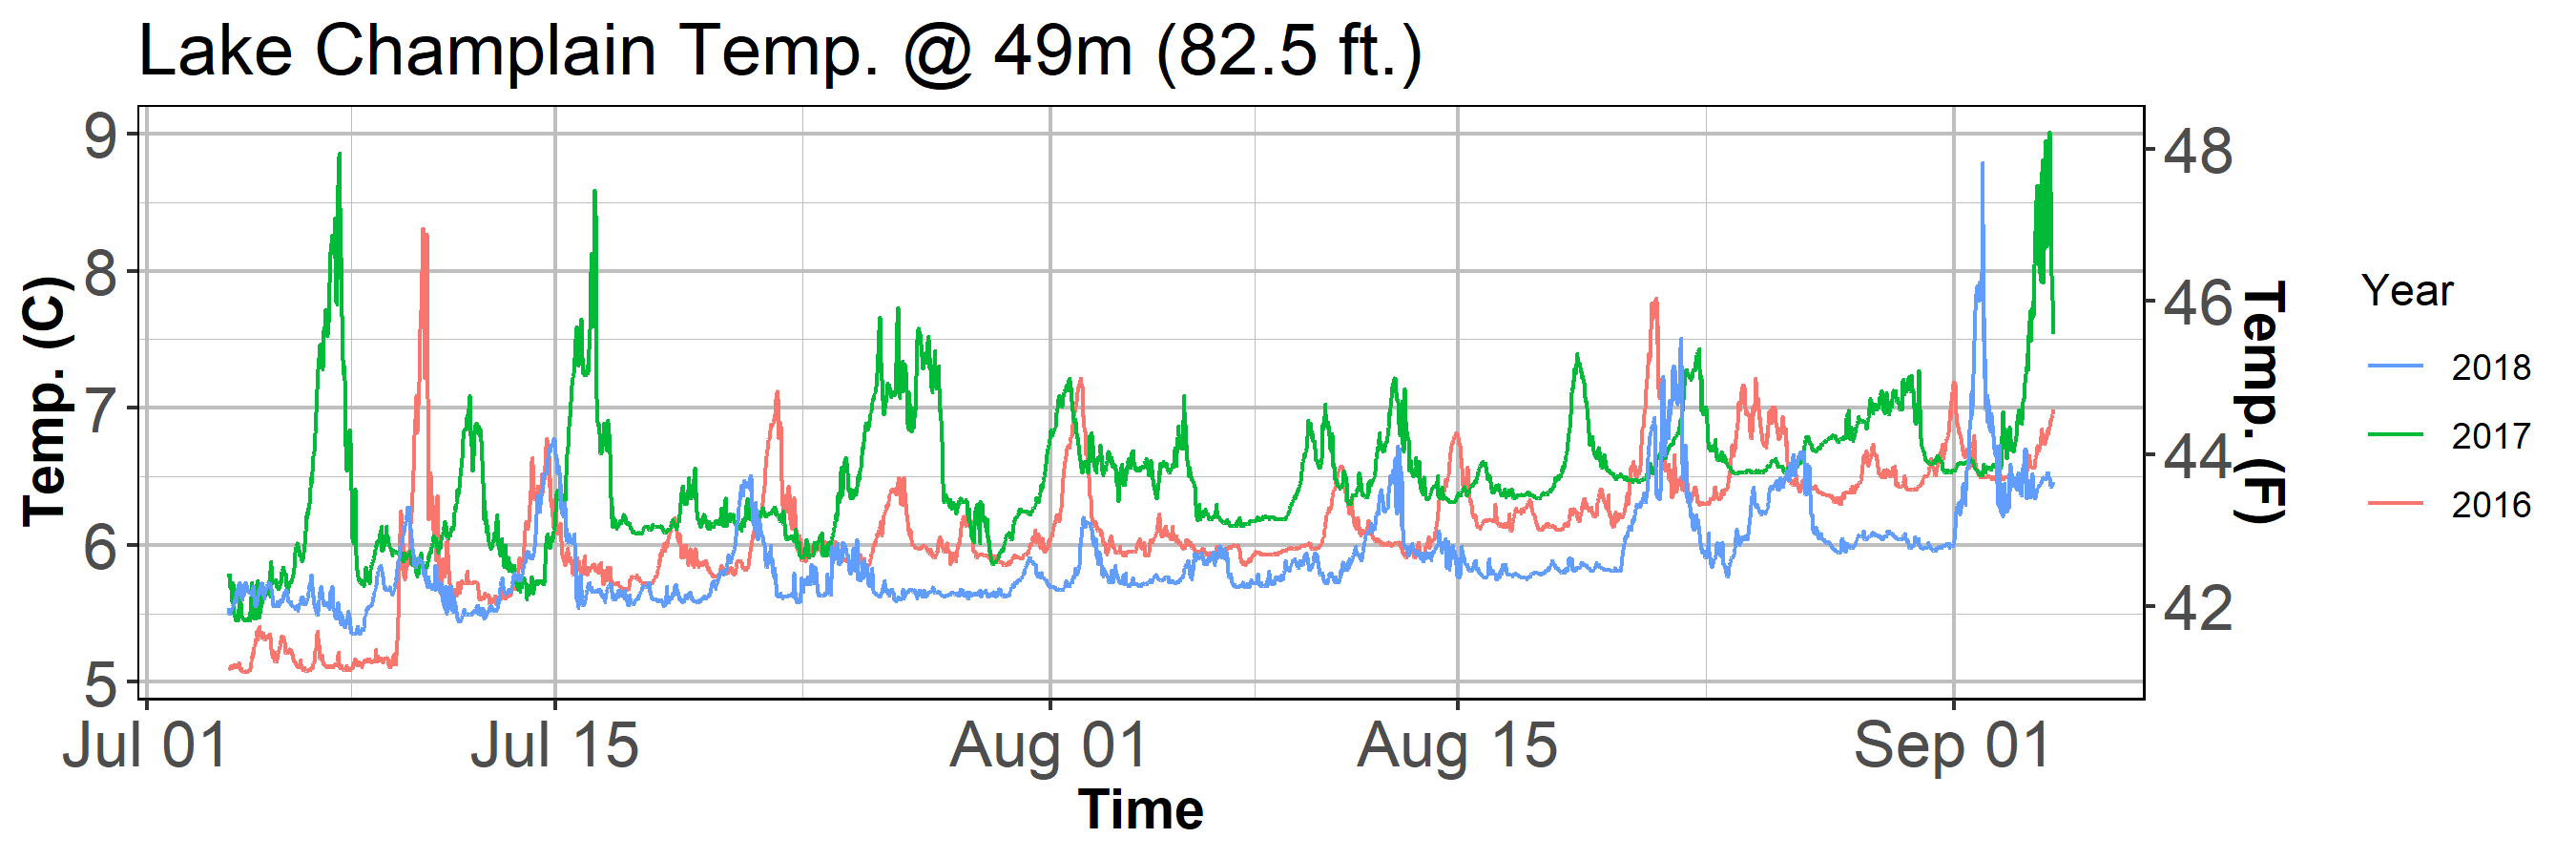 Lake Champlain Temp. @ 49m (82.5 ft.)
9
8
7
6
5
Temp. (C)
48
46
44
42
Temp. (F)
Jul 01
Jul 15
Aug 01
Aug 15
Sep 01
Time
Year
2018
2017
2016